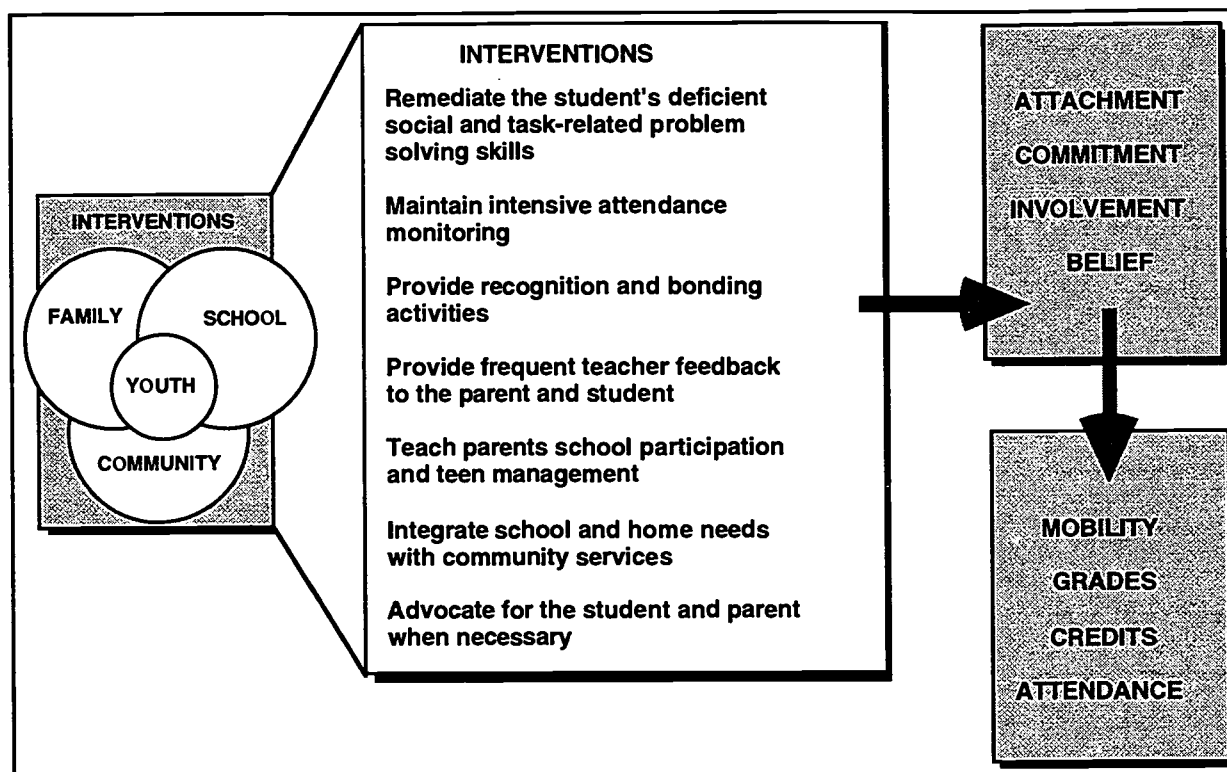 INTERVENTIONS
FAMILY
SCHOOL
YOUTH
COMMUNITY
INTERVENTIONS
Remediate the student's deficient
social and task-related problem
solving skills
Maintain intensive attendance
monitoring
Provide recognition and bonding
activities
Provide frequent teacher feedback
to the parent and student
Teach parents school participation
and teen management
Integrate school and home needs
with community services
Advocate for the student and parent
when necessary
ATTACHMENT
COMMITMENT
INVOLVEMENT
BELIEF
MOBILITY
GRADES
CREDITS
ATTENDANCE